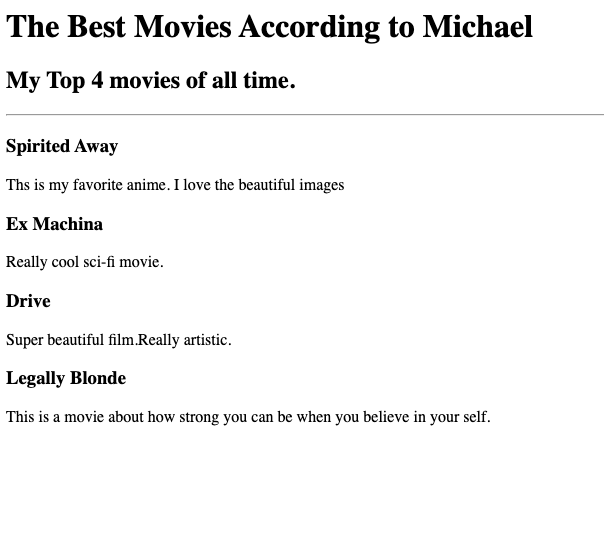 The Best Movies According to Michael
My Top 4 movies of all time.
Spirited Away
Ths is my favorite anime. I love the beautiful images
Ex Machina
Really cool sci-fi movie.
Drive
Super beautiful film.Really artistic.
Legally Blonde
This is a movie about how strong you can be when you believe in your self.